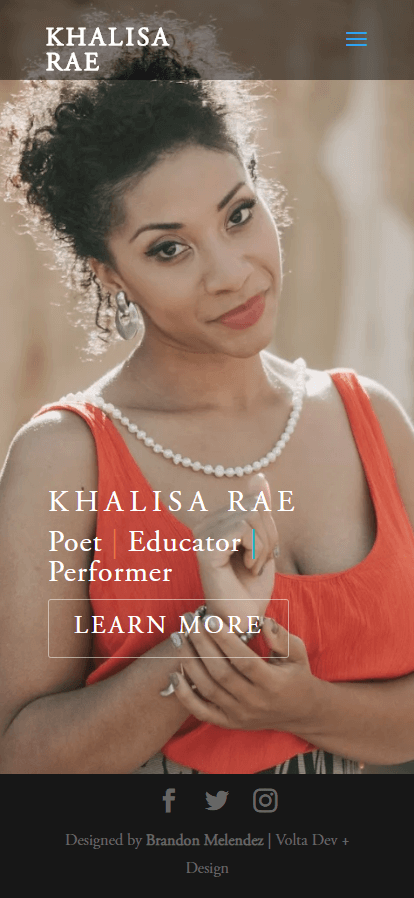 KHALISA
RAE
KHALISA RAE
Poet | Educator |
Performer
LEARN MORE
Designed by Brandon Melendez | Volta Dev +
Design